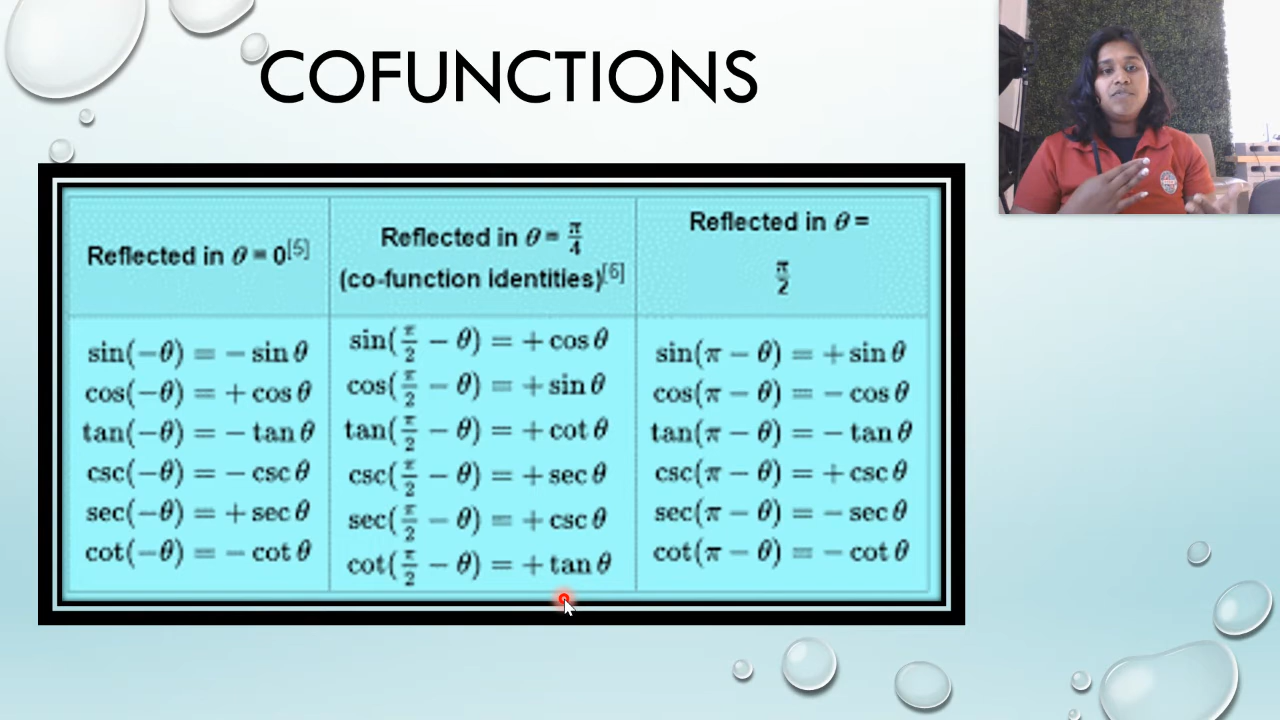 COFUNCTIONS
Reflected in θ = 0[5]
sin(−θ) = − sin θ
cos(−θ) = + cos θ
tan(−θ) = − tan θ
csc(−θ) = − csc θ
sec(−θ) = + sec θ
cot(−θ) = − cot θ
Reflected in θ = π/4
(co-function identities)[6]
sin(π/2 − θ) = + cos θ
cos(π/2 − θ) = + sin θ
tan(π/2 − θ) = + cot θ
csc(π/2 − θ) = + sec θ
sec(π/2 − θ) = + csc θ
cot(π/2 − θ) = + tan θ
Reflected in θ =
π/2
sin(π − θ) = + sin θ
cos(π − θ) = − cos θ
tan(π − θ) = − tan θ
csc(π − θ) = + csc θ
sec(π − θ) = − sec θ
cot(π − θ) = − cot θ